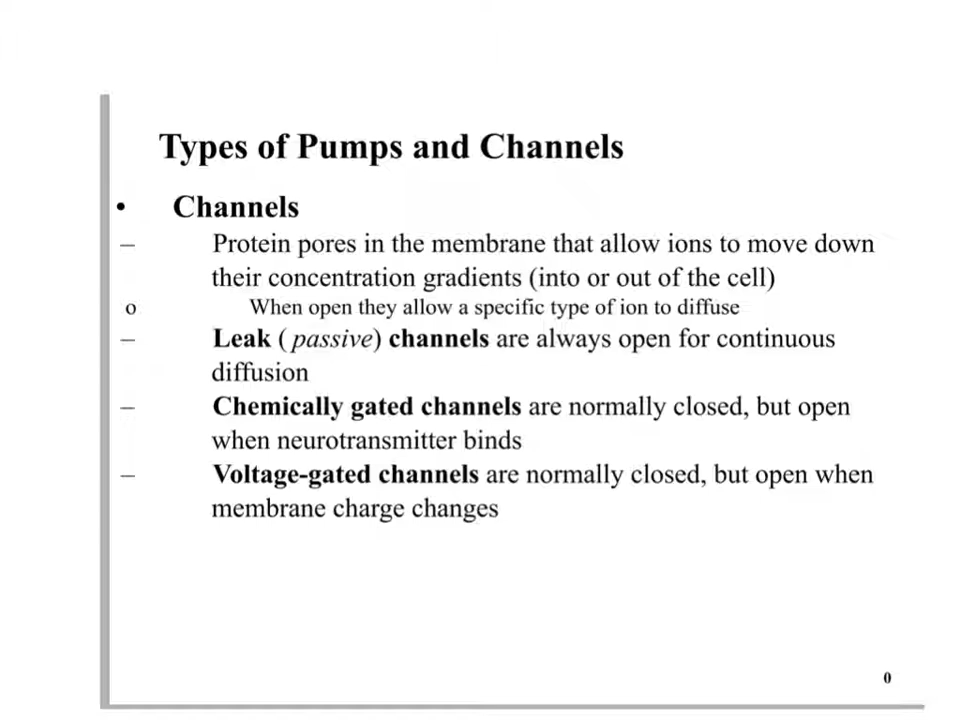 Types of Pumps and Channels
• Channels
– Protein pores in the membrane that allow ions to move down
their concentration gradients (into or out of the cell)
o When open they allow a specific type of ion to diffuse
– Leak ( passive) channels are always open for continuous
diffusion
– Chemically gated channels are normally closed, but open
when neurotransmitter binds
– Voltage-gated channels are normally closed, but open when
membrane charge changes
0